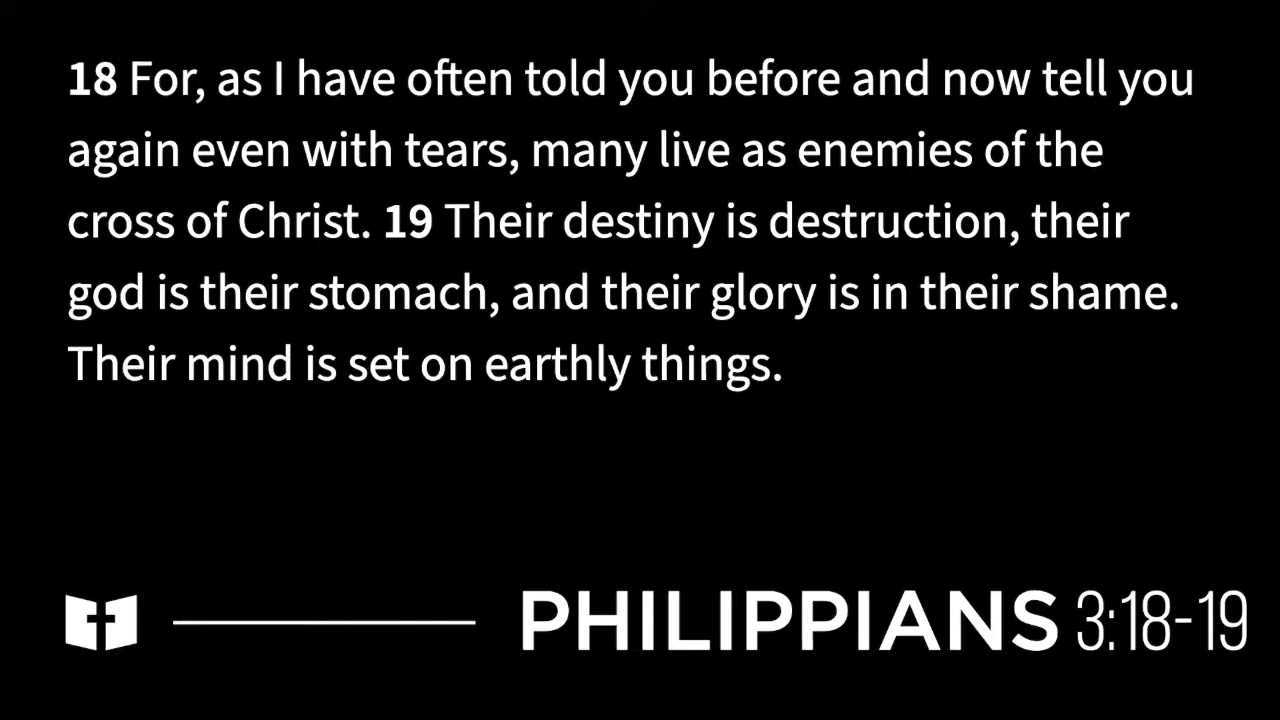 18 For, as I have often told you before and now tell you
again even with tears, many live as enemies of the
cross of Christ. 19 Their destiny is destruction, their
god is their stomach, and their glory is in their shame.
Their mind is set on earthly things.
PHILIPPIANS 3:18-19